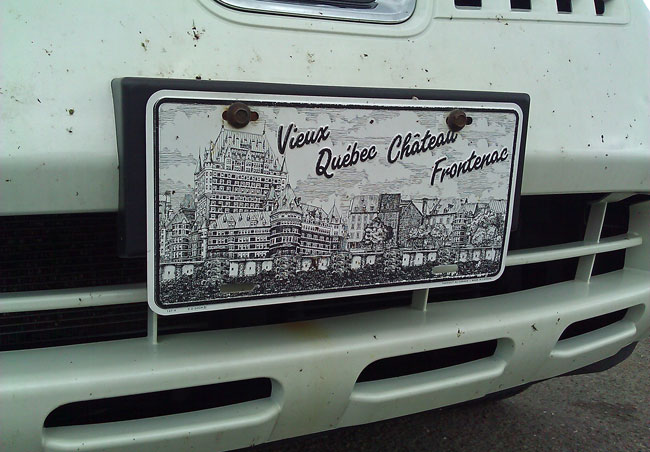 Vieux
Québec Château
Frontenac